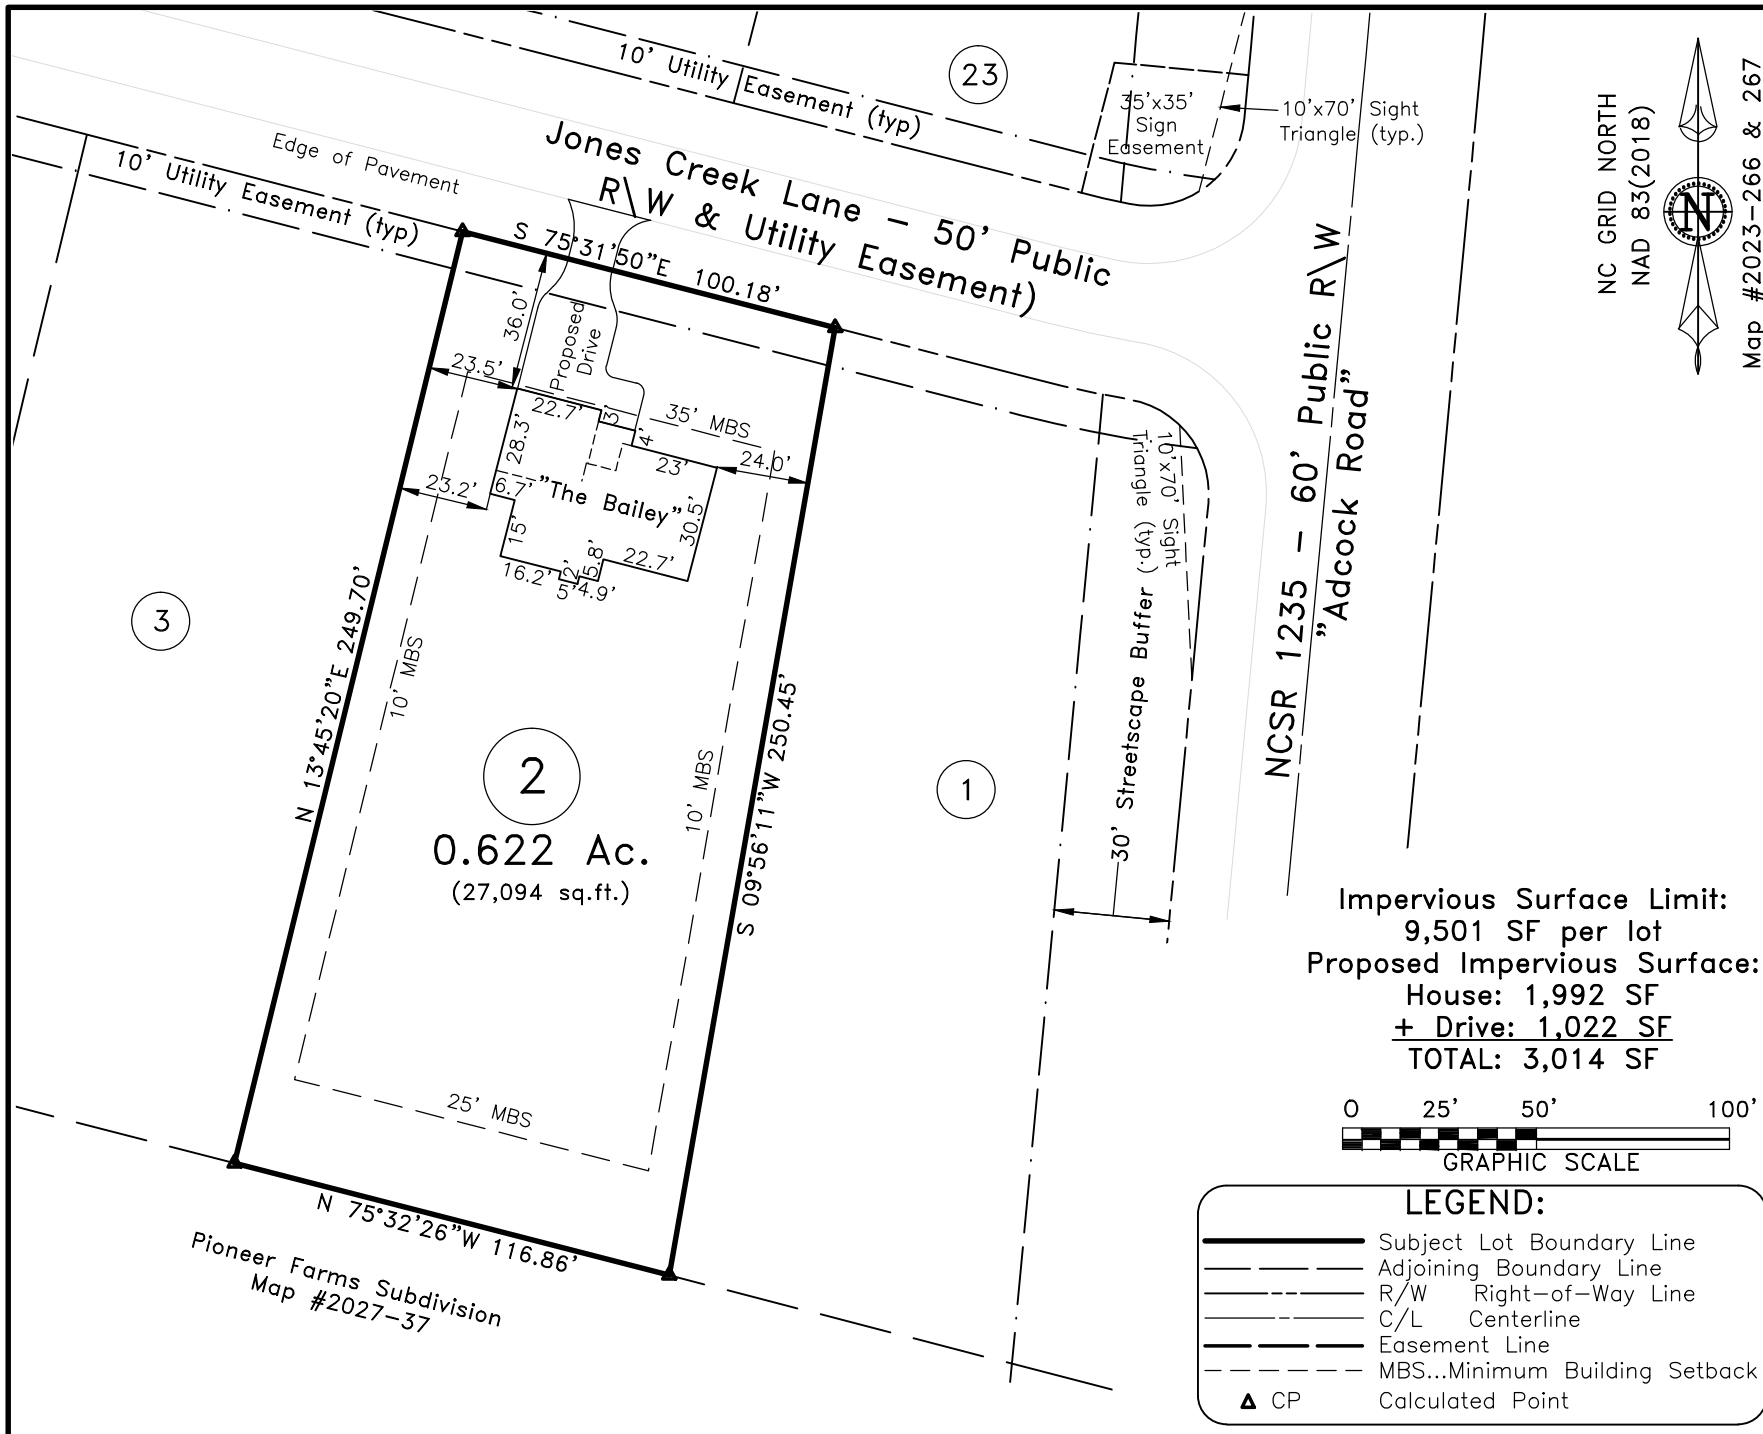 10' Utility
Easement (typ)
23
35'x35'
Sign
Easement
10'x70' Sight
Triangle (typ.)
NC GRID NORTH
NAD 83(2018)
N
Map #2023-266 & 267
Edge of Pavement
10' Utility Easement (typ)
Jones Creek Lane - 50' Public
R\W & Utility Easement)
S 75°31'50"E 100.18'
36.0'
Proposed
Drive
23.5'
22.7'
3'
4'
35' MBS
23'
24.0'
28.3'
23.2'
6.7'
"The Bailey"
30.5'
15'
16.2'
2'
5'
4.9'
5.8'
22.7'
10'x70' Sight
Triangle (typ.)
30' Streetscape Buffer
NCSR 1235 - 60' Public R\W
"Adcock Road"
3
N 13°45'20"E 249.70'
10' MBS
2
0.622 Ac.
(27,094 sq.ft.)
10' MBS
S 09°56'11"W 250.45'
1
25' MBS
N 75°32'26"W 116.86'
Pioneer Farms Subdivision
Map #2027-37
Impervious Surface Limit:
9,501 SF per lot
Proposed Impervious Surface:
House: 1,992 SF
+ Drive: 1,022 SF
TOTAL: 3,014 SF
0 25' 50' 100'
GRAPHIC SCALE
LEGEND:
Subject Lot Boundary Line
Adjoining Boundary Line
R/W Right-of-Way Line
C/L Centerline
Easement Line
MBS...Minimum Building Setback
CP Calculated Point